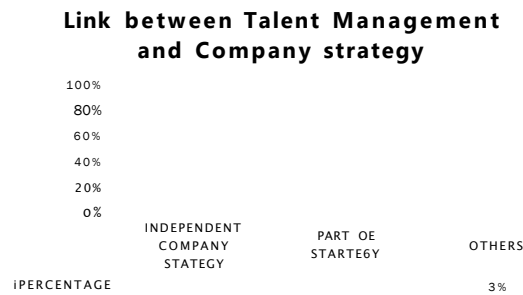 Link between Talent Management
and Company strategy
100%
80%
60%
40%
20%
0%
INDEPENDENT
COMPANY
STATEGY
PART OE
STARTE6Y
OTHERS
iPERCENTAGE
3%